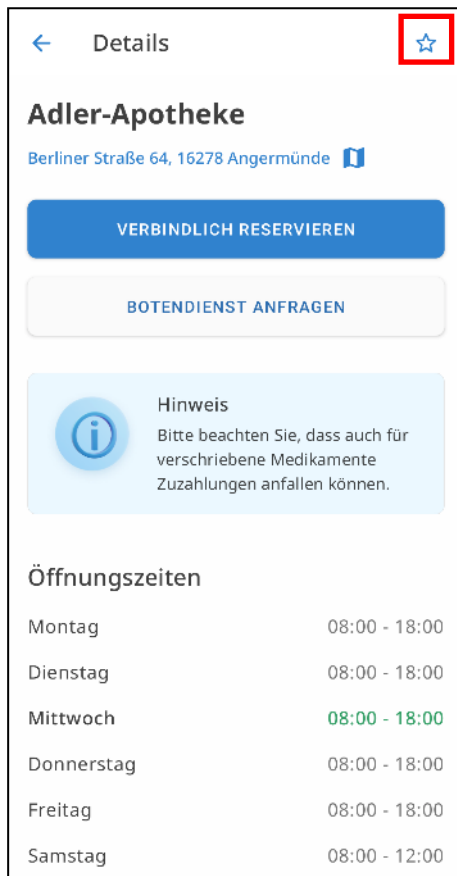 Details
Adler-Apotheke
Berliner Straße 64, 16278 Angermünde
VERBINDLICH RESERVIEREN
BOTENDIENST ANFRAGEN
Hinweis
Bitte beachten Sie, dass auch für
verschriebene Medikamente
Zuzahlungen anfallen können.
Öffnungszeiten
Montag 08:00 - 18:00
Dienstag 08:00 - 18:00
Mittwoch 08:00 - 18:00
Donnerstag 08:00 - 18:00
Freitag 08:00 - 18:00
Samstag 08:00 - 12:00